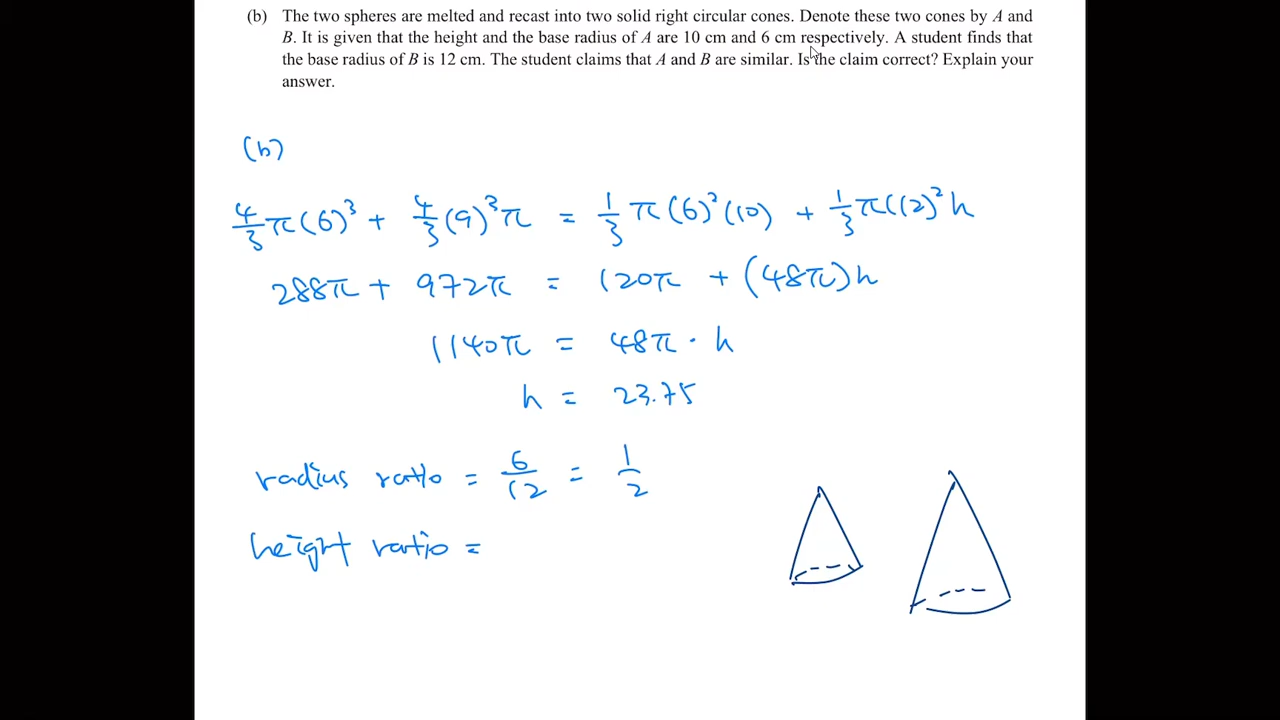 (b) The two spheres are melted and recast into two solid right circular cones. Denote these two cones by A and
B. It is given that the height and the base radius of A are 10 cm and 6 cm respectively. A student finds that
the base radius of B is 12 cm. The student claims that A and B are similar. Is the claim correct? Explain your
answer.
(b)
4/3 π(6)³ + 4/3 (9)³π = 1/3 π(6)²(10) + 1/3 π(12)²h
288π + 972π = 120π + (48π)h
1140π = 48π · h
h = 23.75
radius ratio = 6/12 = 1/2
height ratio =